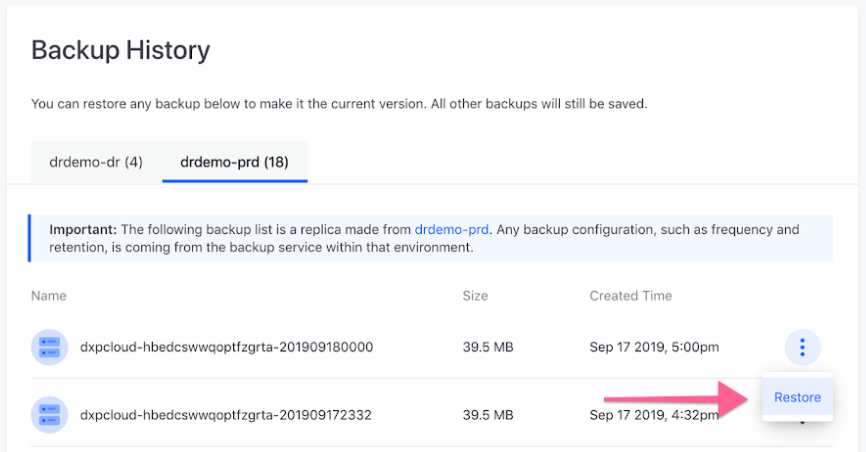 Backup History
You can restore any backup below to make it the current version. All other backups will still be saved.
drdemo-dr (4) drdemo-prd (18)
Important: The following backup list is a replica made from drdemo-prd. Any backup configuration, such as frequency and
retention, is coming from the backup service within that environment.
Name Size Created Time
dxpcloud-hbedcswwqoptfzgrta-201909180000 39.5 MB Sep 17 2019, 5:00pm
Restore
dxpcloud-hbedcswwqoptfzgrta-201909172332 39.5 MB Sep 17 2019, 4:32pm